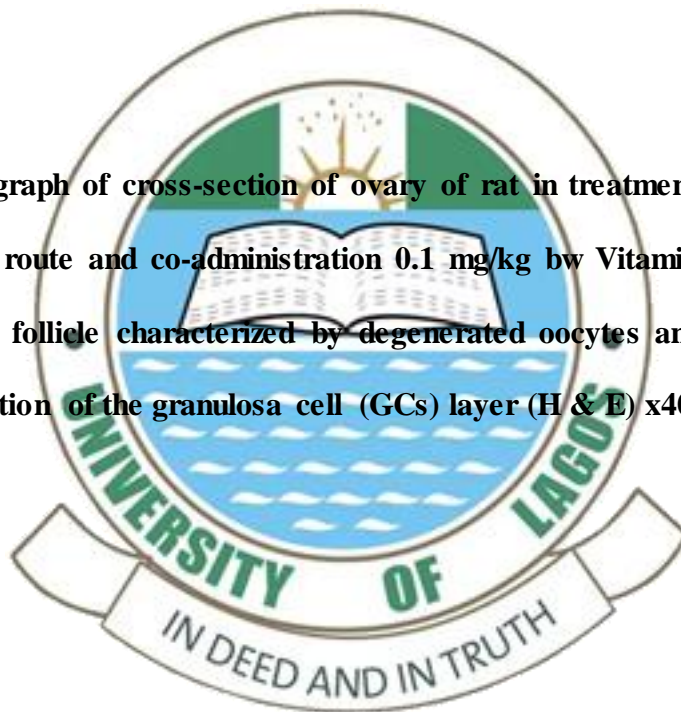 graph of cross-section of ovary of rat in treatmen
route and co-administration 0.1 mg/kg bw Vitami
follicle characterized by degenerated oocytes an
tion of the granulosa cell (GCs) layer (H & E) x40
UNIVERSITY OF LAGOS
IN DEED AND IN TRUTH